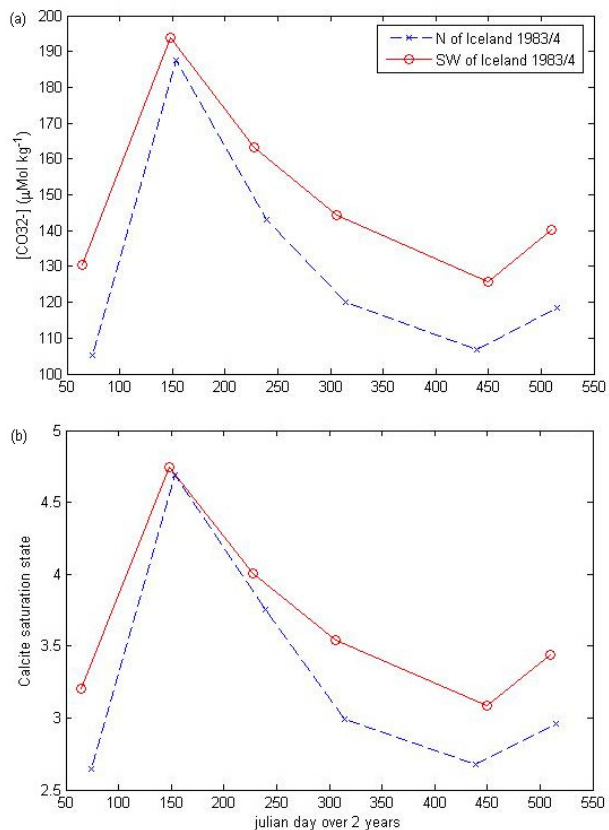 (a)
200
190
180
170
160
150
140
130
120
110
100
[CO32-] (µMol kg-1)
N of Iceland 1983/4
SW of Iceland 1983/4
50 100 150 200 250 300 350 400 450 500 550
(b)
5
4.5
4
3.5
3
2.5
Calcite saturation state
50 100 150 200 250 300 350 400 450 500 550
julian day over 2 years